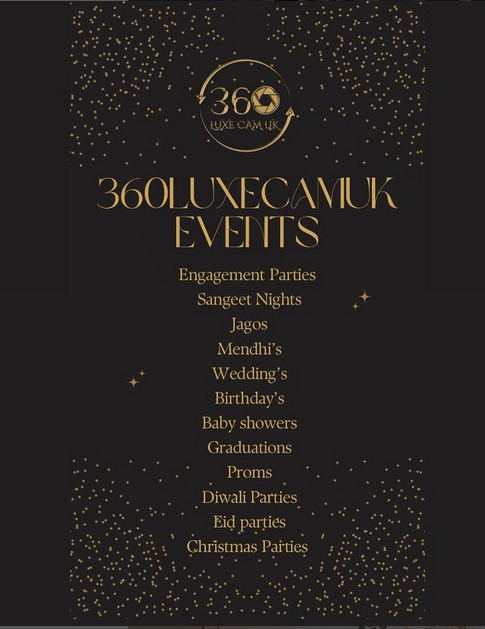 360
LUXE CAM UK
360LUXECAMUK
EVENTS
Engagement Parties
Sangeet Nights
Jagos
Mendhi's
Wedding's
Birthday's
Baby showers
Graduations
Proms
Diwali Parties
Eid parties
Christmas Parties